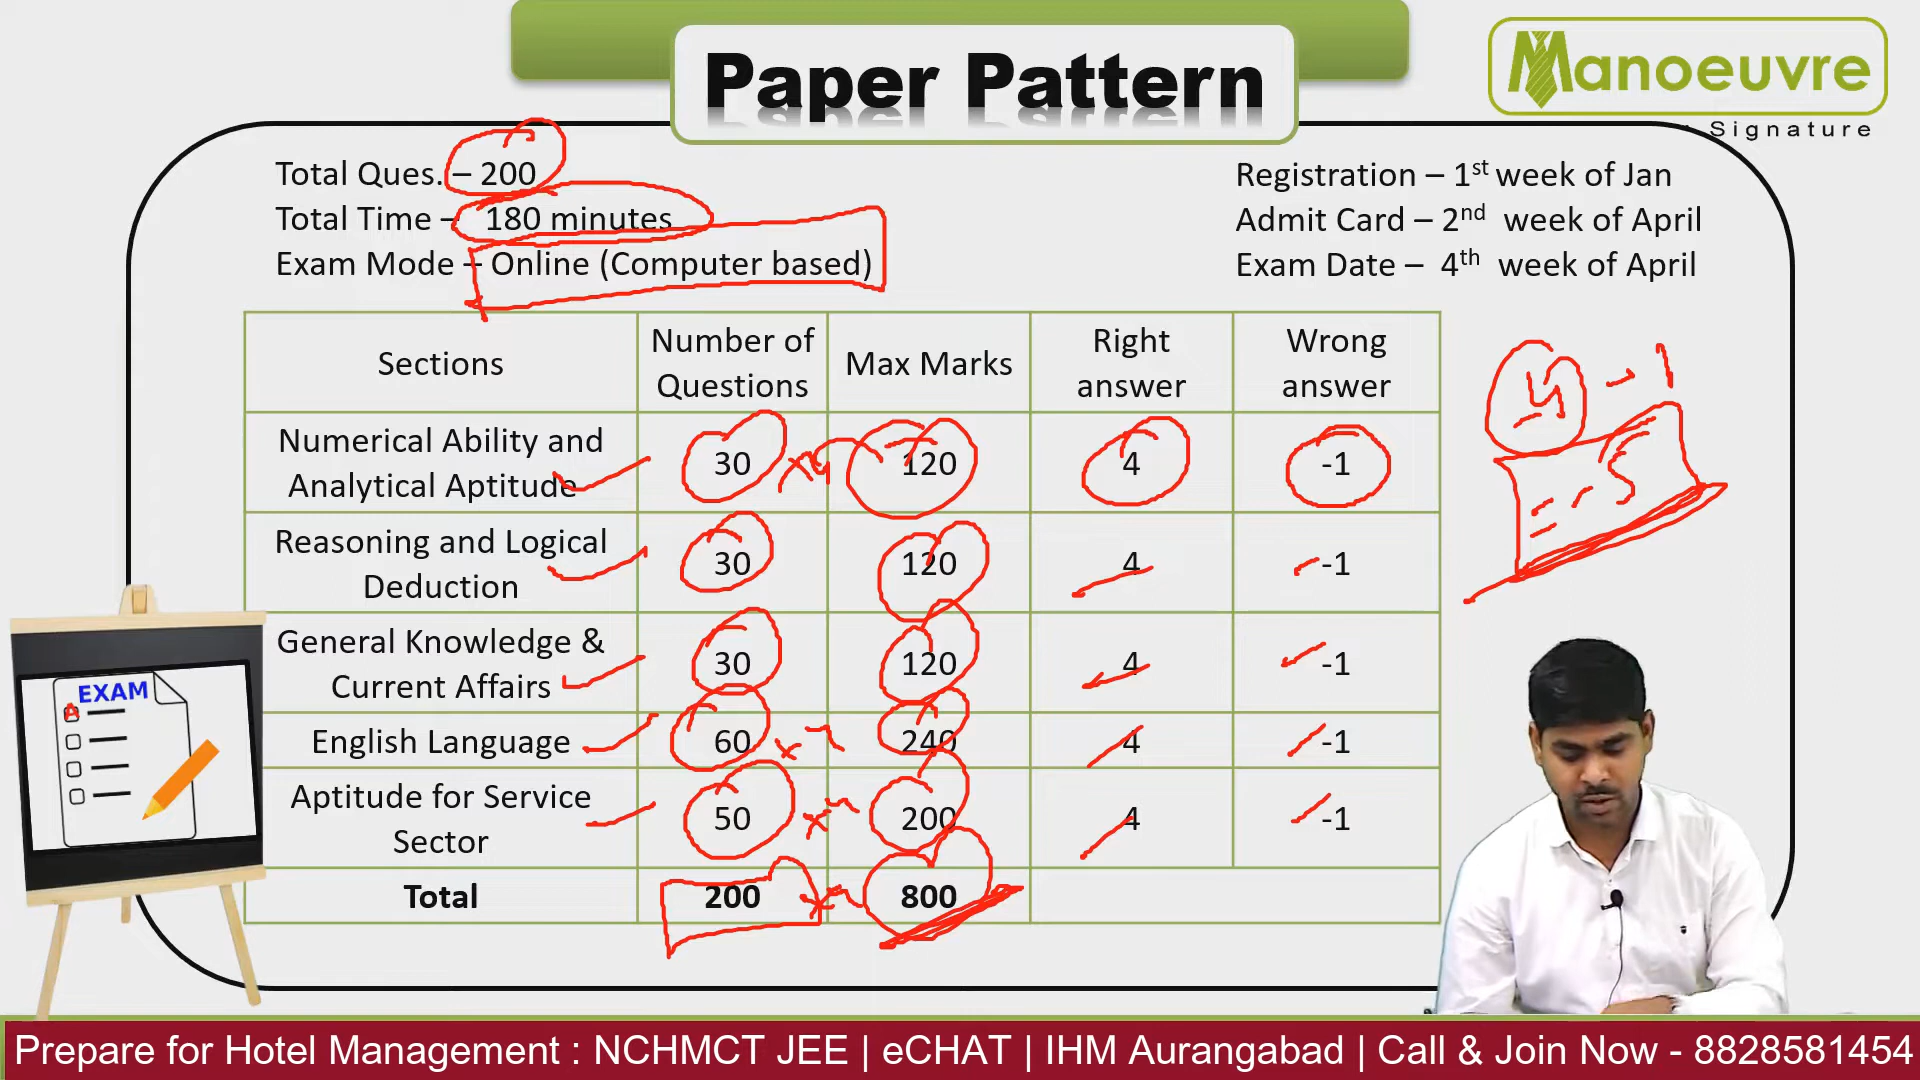 Paper Pattern
Manoeuvre
Signature
Total Ques. – 200
Total Time – 180 minutes
Exam Mode – Online (Computer based)
Registration – 1st week of Jan
Admit Card – 2nd week of April
Exam Date – 4th week of April
Sections
Number of
Questions
Max Marks
Right
answer
Wrong
answer
Numerical Ability and
Analytical Aptitude
30
120
4
-1
Reasoning and Logical
Deduction
30
120
4
-1
General Knowledge &
Current Affairs
30
120
4
-1
English Language
60
240
4
-1
Aptitude for Service
Sector
50
200
4
-1
Total
200
800
EXAM
A
Prepare for Hotel Management : NCHMCT JEE | eCHAT | IHM Aurangabad | Call & Join Now - 8828581454